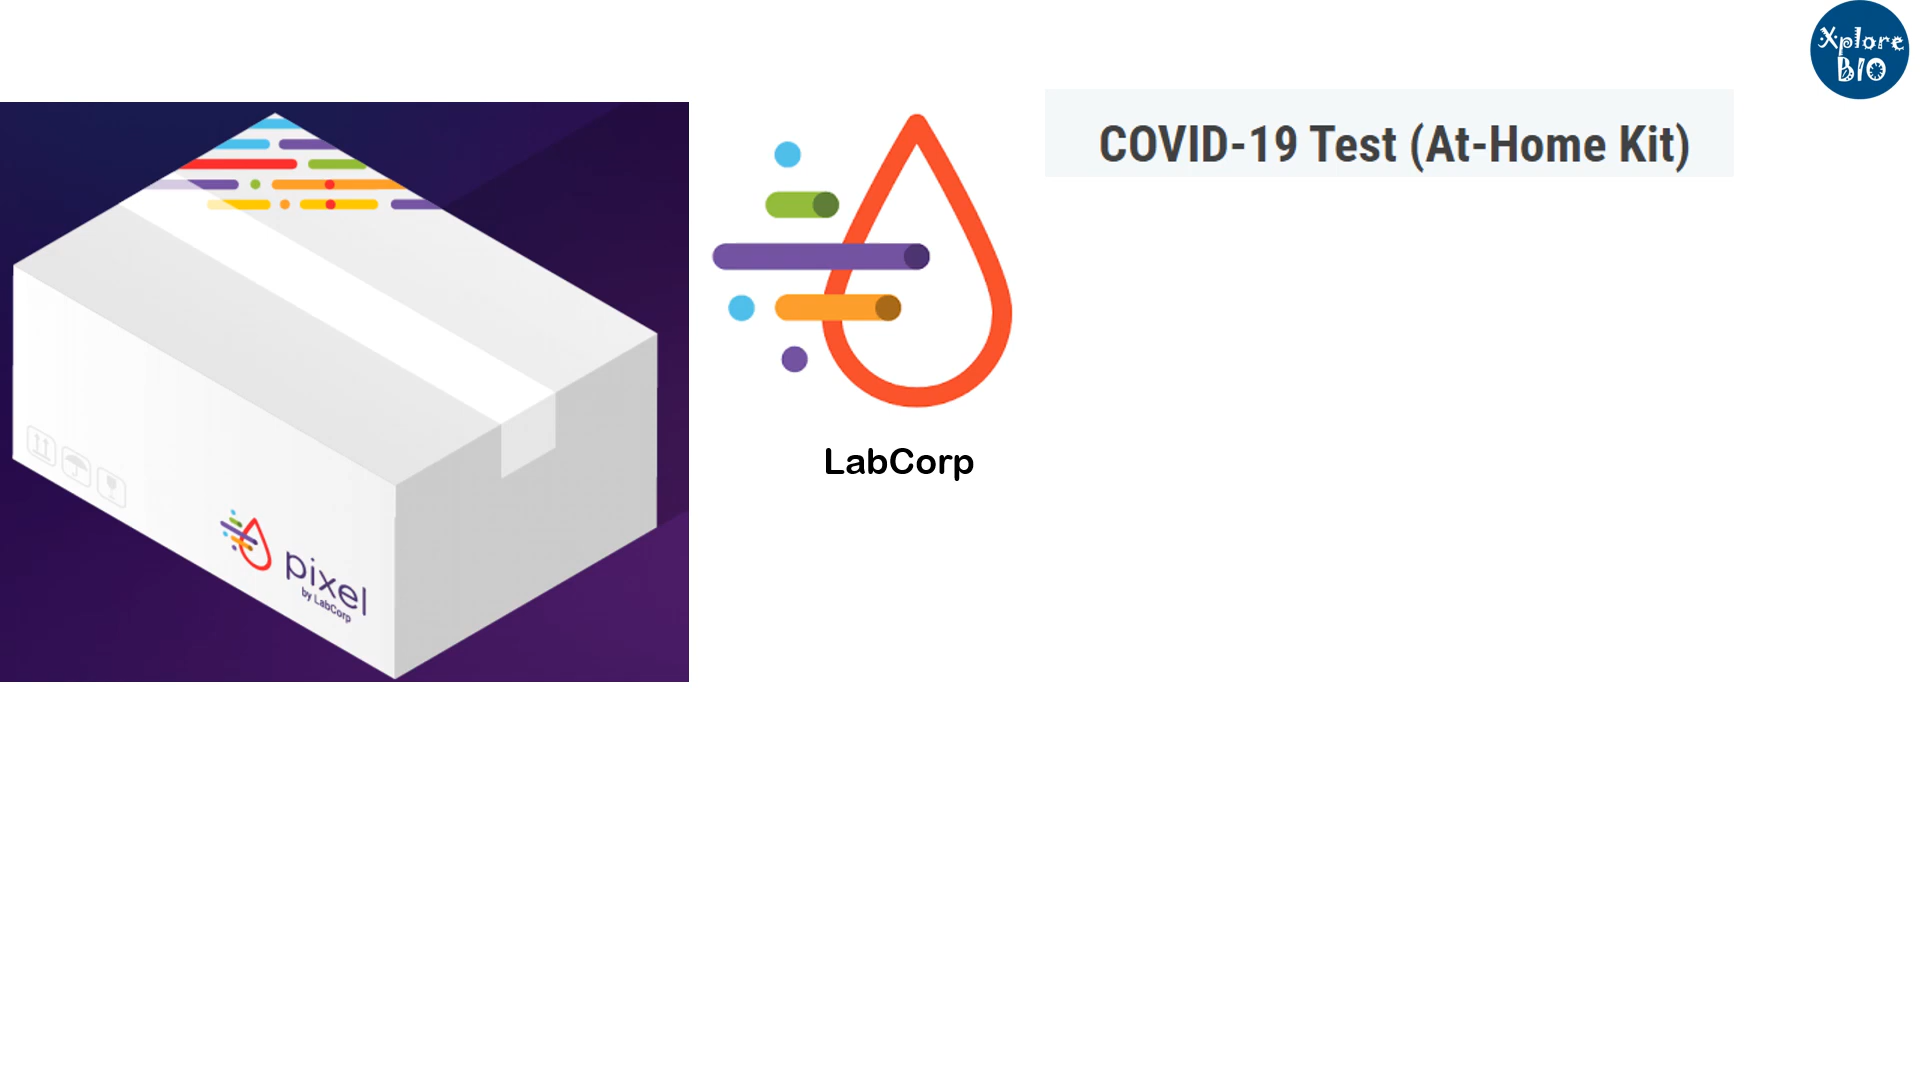 Xplore
BIO
COVID-19 Test (At-Home Kit)
LabCorp
pixel
by LabCorp